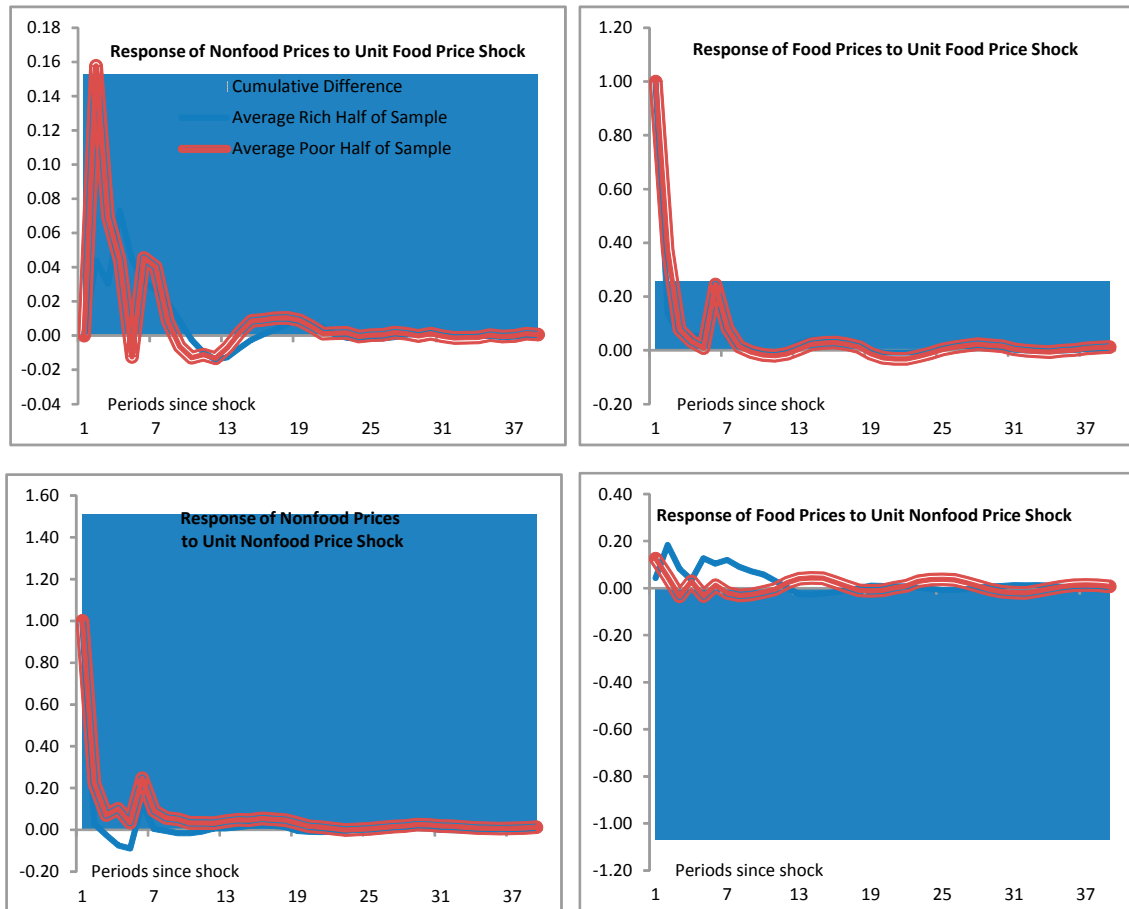 Response of Nonfood Prices to Unit Food Price Shock
Cumulative Difference
Average Rich Half of Sample
Average Poor Half of Sample
0.18
0.16
0.14
0.12
0.10
0.08
0.06
0.04
0.02
0.00
-0.02
-0.04
Periods since shock
1 7 13 19 25 31 37
Response of Food Prices to Unit Food Price Shock
1.20
1.00
0.80
0.60
0.40
0.20
0.00
-0.20
Periods since shock
1 7 13 19 25 31 37
Response of Nonfood Prices
to Unit Nonfood Price Shock
1.60
1.40
1.20
1.00
0.80
0.60
0.40
0.20
0.00
-0.20
Periods since shock
1 7 13 19 25 31 37
Response of Food Prices to Unit Nonfood Price Shock
0.40
0.20
0.00
-0.20
-0.40
-0.60
-0.80
-1.00
-1.20
Periods since shock
1 7 13 19 25 31 37